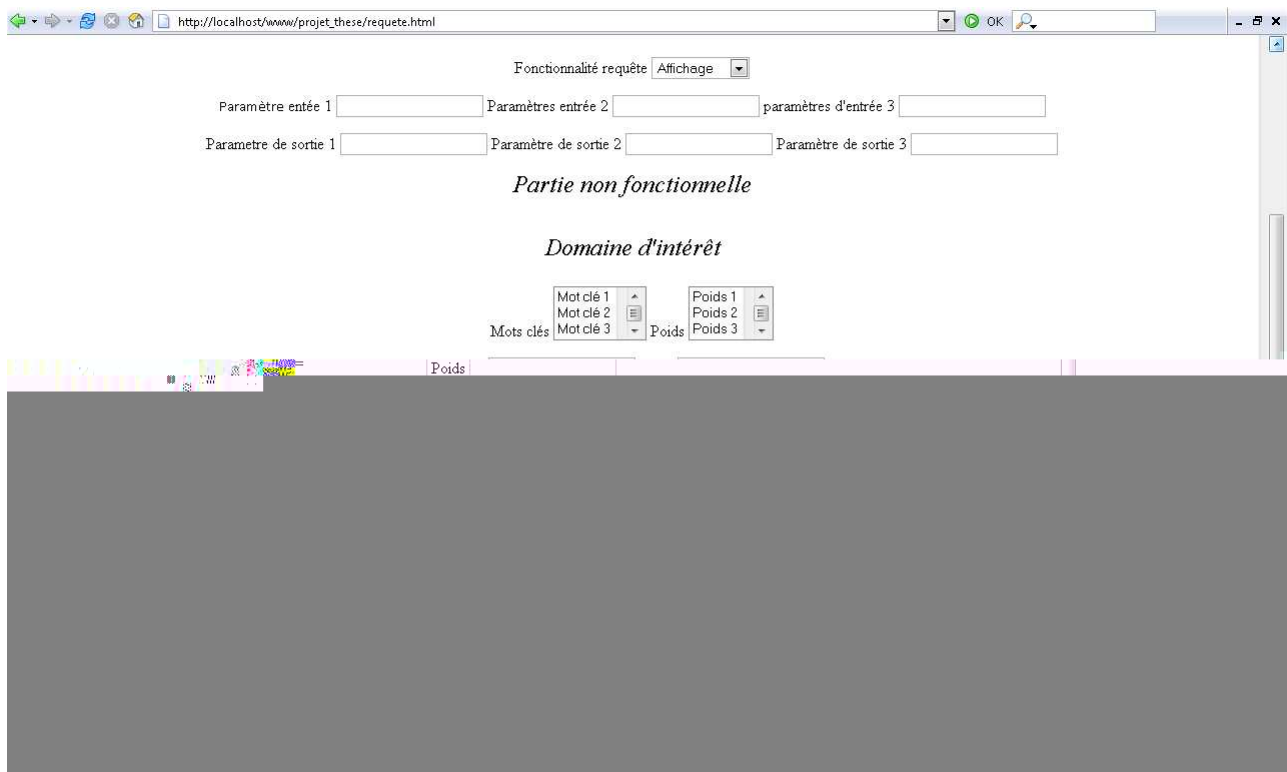 http://localhost/www/projet_these/requete.html OK
Fonctionnalité requête Affichage
Paramètre entée 1 Paramètres entrée 2 paramètres d'entrée 3
Parametre de sortie 1 Paramètre de sortie 2 Paramètre de sortie 3
Partie non fonctionnelle
Domaine d'intérêt
Mot clé 1 Poids 1
Mot clé 2 Poids 2
Mots clés Mot clé 3 Poids Poids 3
Poids